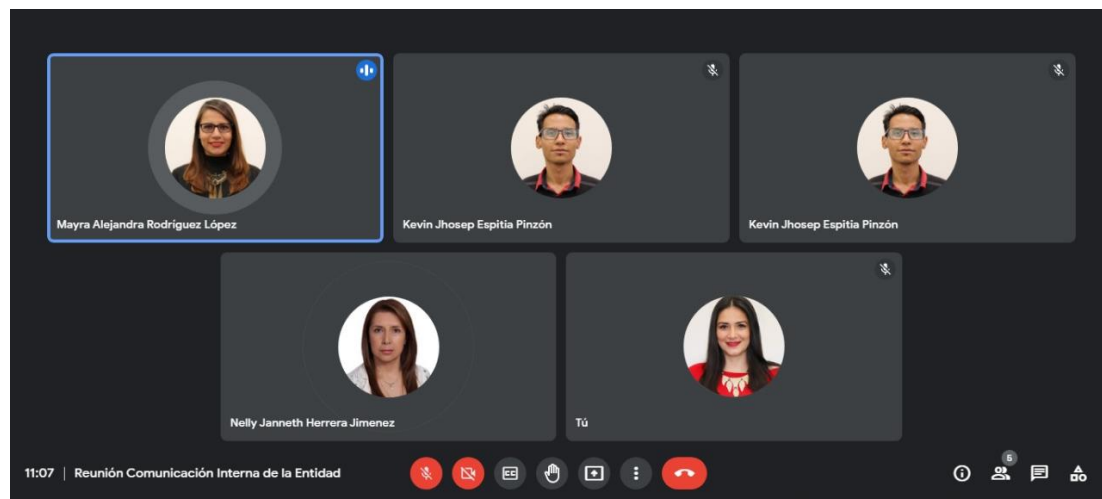 Mayra Alejandra Rodríguez López
Kevin Jhosep Espitia Pinzón
Kevin Jhosep Espitia Pinzón
Nelly Janneth Herrera Jimenez
Tú
11:07 | Reunión Comunicación Interna de la Entidad
CC